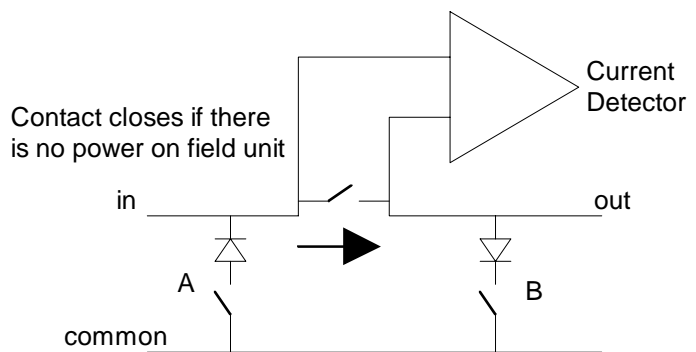 Current
Detector
Contact closes if there
is no power on field unit
in
out
A
B
common